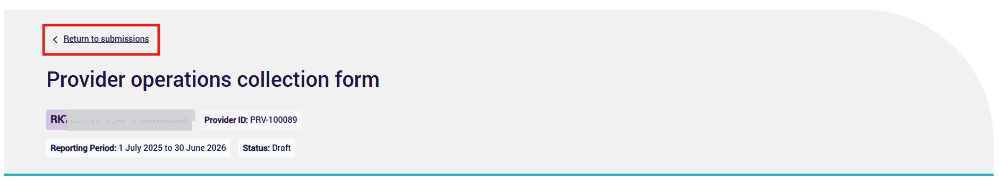 Return to submissions
Provider operations collection form
Provider ID: PRV-100089
Reporting Period: 1 July 2025 to 30 June 2026 Status: Draft